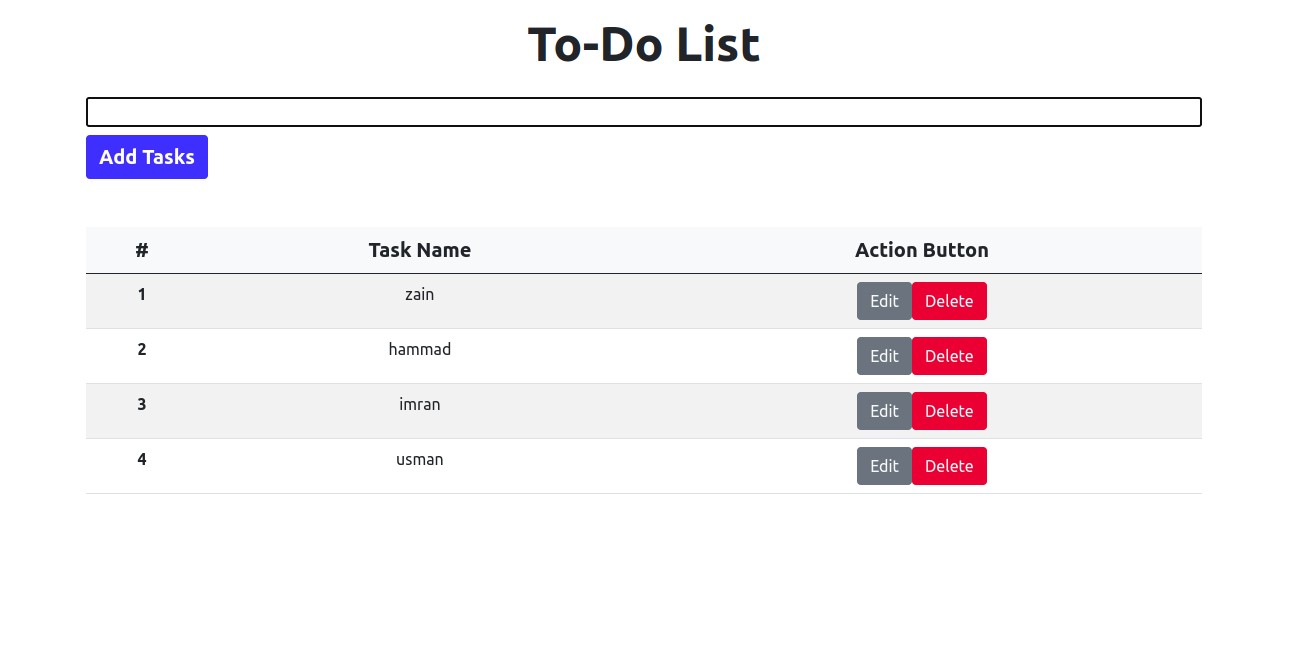 To-Do List
Add Tasks
# Task Name Action Button
1 zain Edit Delete
2 hammad Edit Delete
3 imran Edit Delete
4 usman Edit Delete